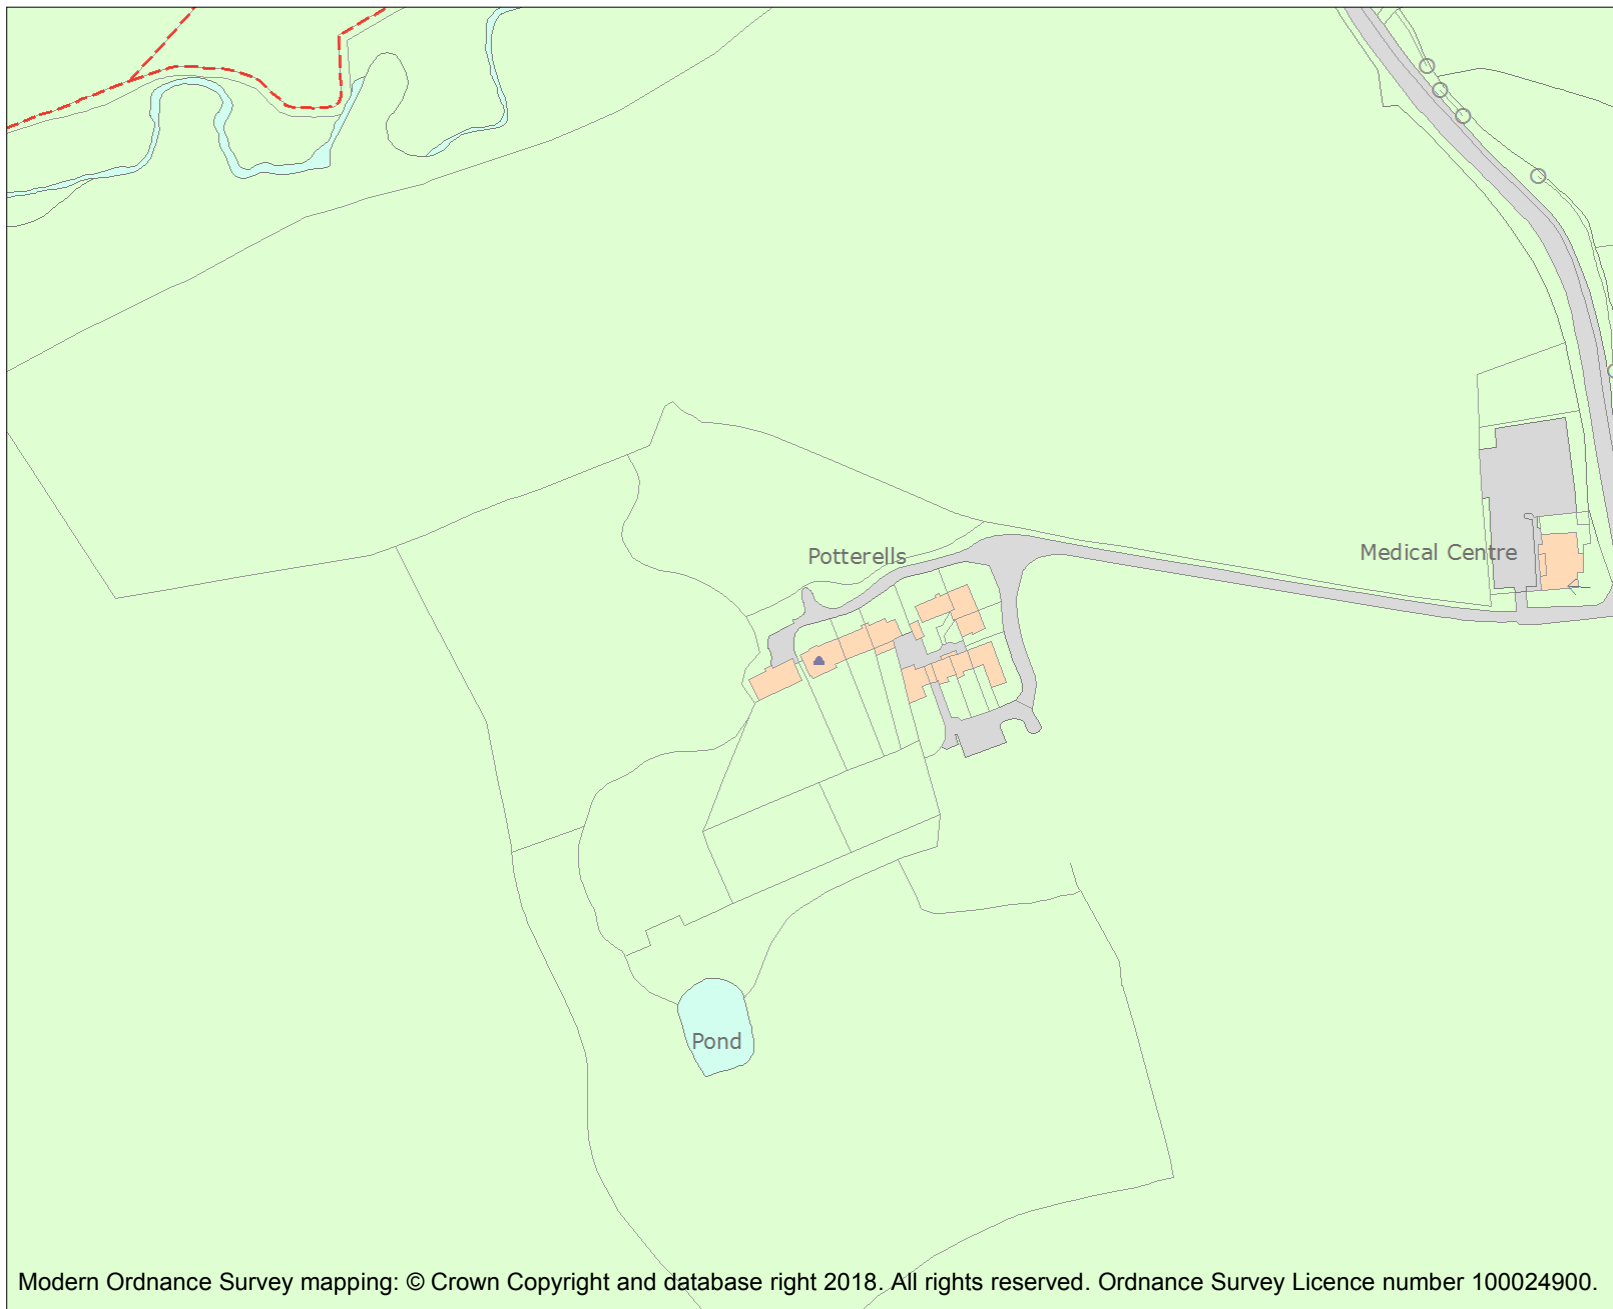 Medical Centre
Potterells
Pond
Modern Ordnance Survey mapping: © Crown Copyright and database right 2018. All rights reserved. Ordnance Survey Licence number 100024900.